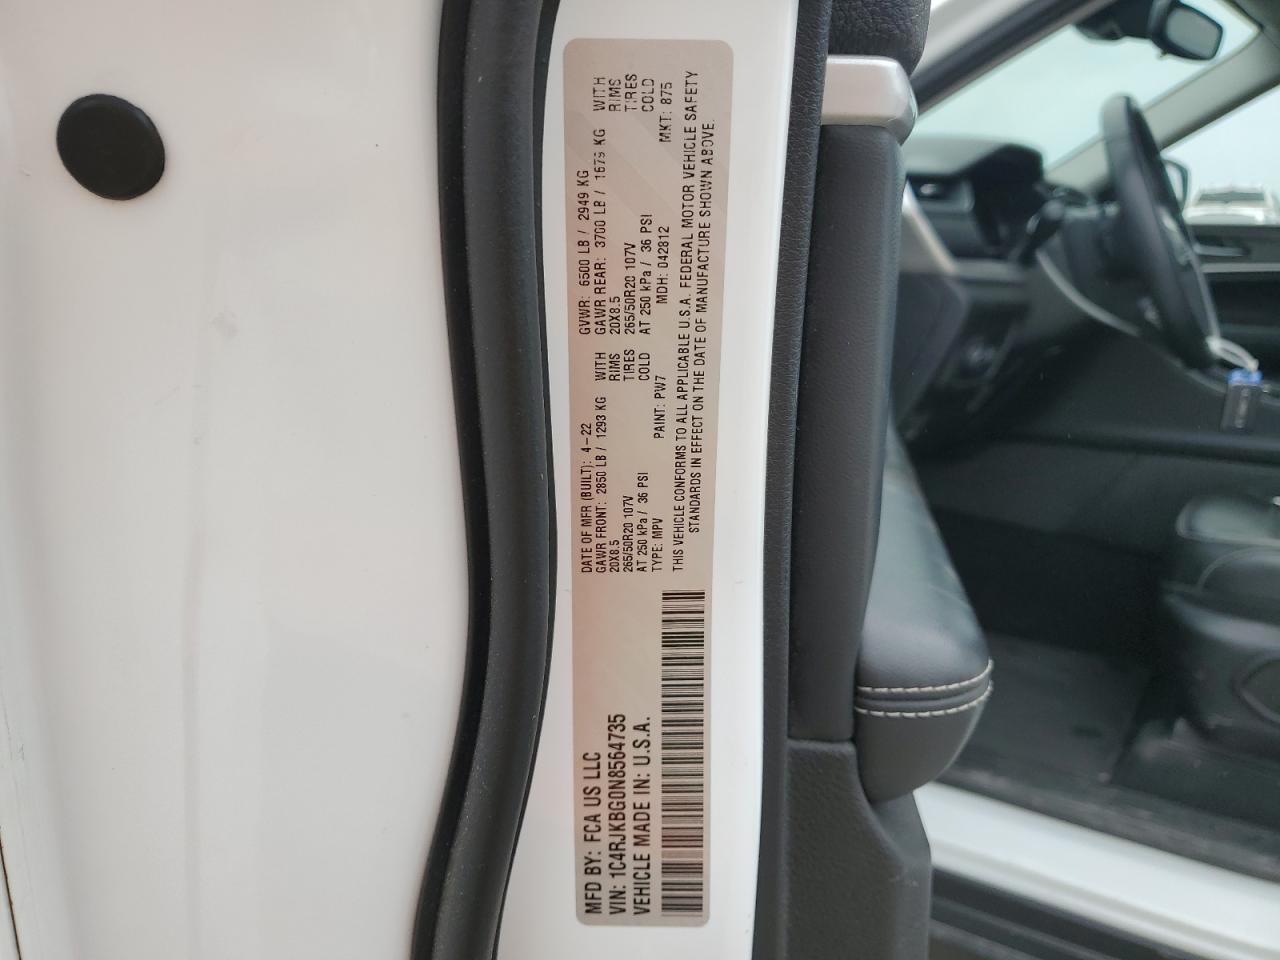 MFD BY: FCA US LLC
VIN: 1C4RJKBG0N8564735
VEHICLE MADE IN: U.S.A.
DATE OF MFR (BUILT): 4-22 GVWR: 6500 LB / 2949 KG
GAWR FRONT: 2850 LB / 1293 KG WITH GAWR REAR: 3700 LB / 1679 KG WITH
20X8.5 RIMS 20X8.5 RIMS
265/50R20 107V TIRES 265/50R20 107V TIRES
AT 250 kPa / 36 PSI COLD AT 250 kPa / 36 PSI COLD
TYPE: MPV PAINT: PW7 MDH: 042812 MKT: 875
THIS VEHICLE CONFORMS TO ALL APPLICABLE U.S.A. FEDERAL MOTOR VEHICLE SAFETY
STANDARDS IN EFFECT ON THE DATE OF MANUFACTURE SHOWN ABOVE.